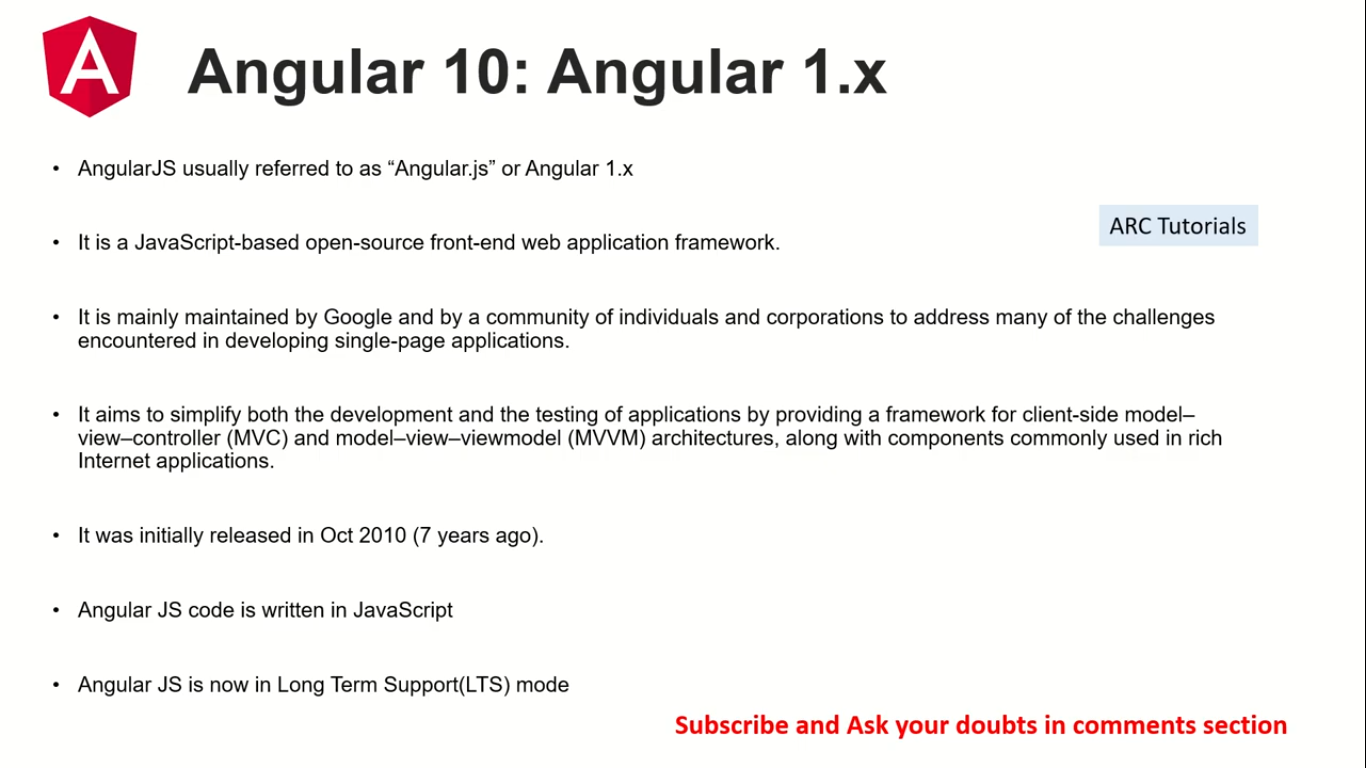 Angular 10: Angular 1.x
• AngularJS usually referred to as “Angular.js” or Angular 1.x
ARC Tutorials
• It is a JavaScript-based open-source front-end web application framework.
• It is mainly maintained by Google and by a community of individuals and corporations to address many of the challenges
encountered in developing single-page applications.
• It aims to simplify both the development and the testing of applications by providing a framework for client-side model–
view–controller (MVC) and model–view–viewmodel (MVVM) architectures, along with components commonly used in rich
Internet applications.
• It was initially released in Oct 2010 (7 years ago).
• Angular JS code is written in JavaScript
• Angular JS is now in Long Term Support(LTS) mode
Subscribe and Ask your doubts in comments section